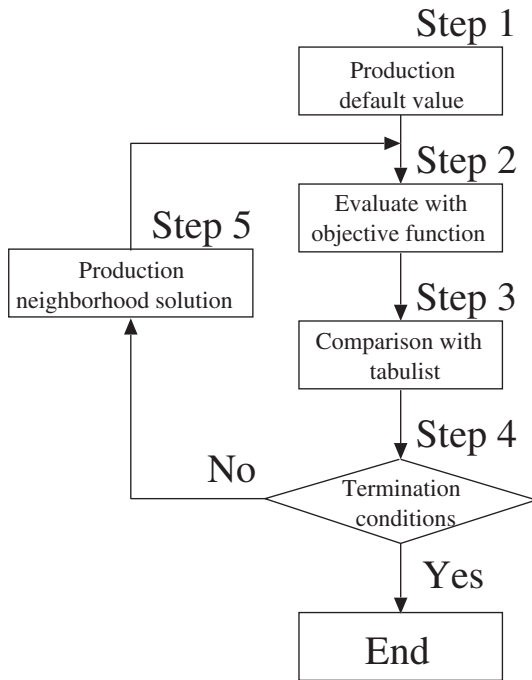 Step 1
Production
default value
Step 2
Evaluate with
objective function
Step 5
Production
neighborhood solution
Step 3
Comparison with
tabulist
Step 4
No
Termination
conditions
Yes
End